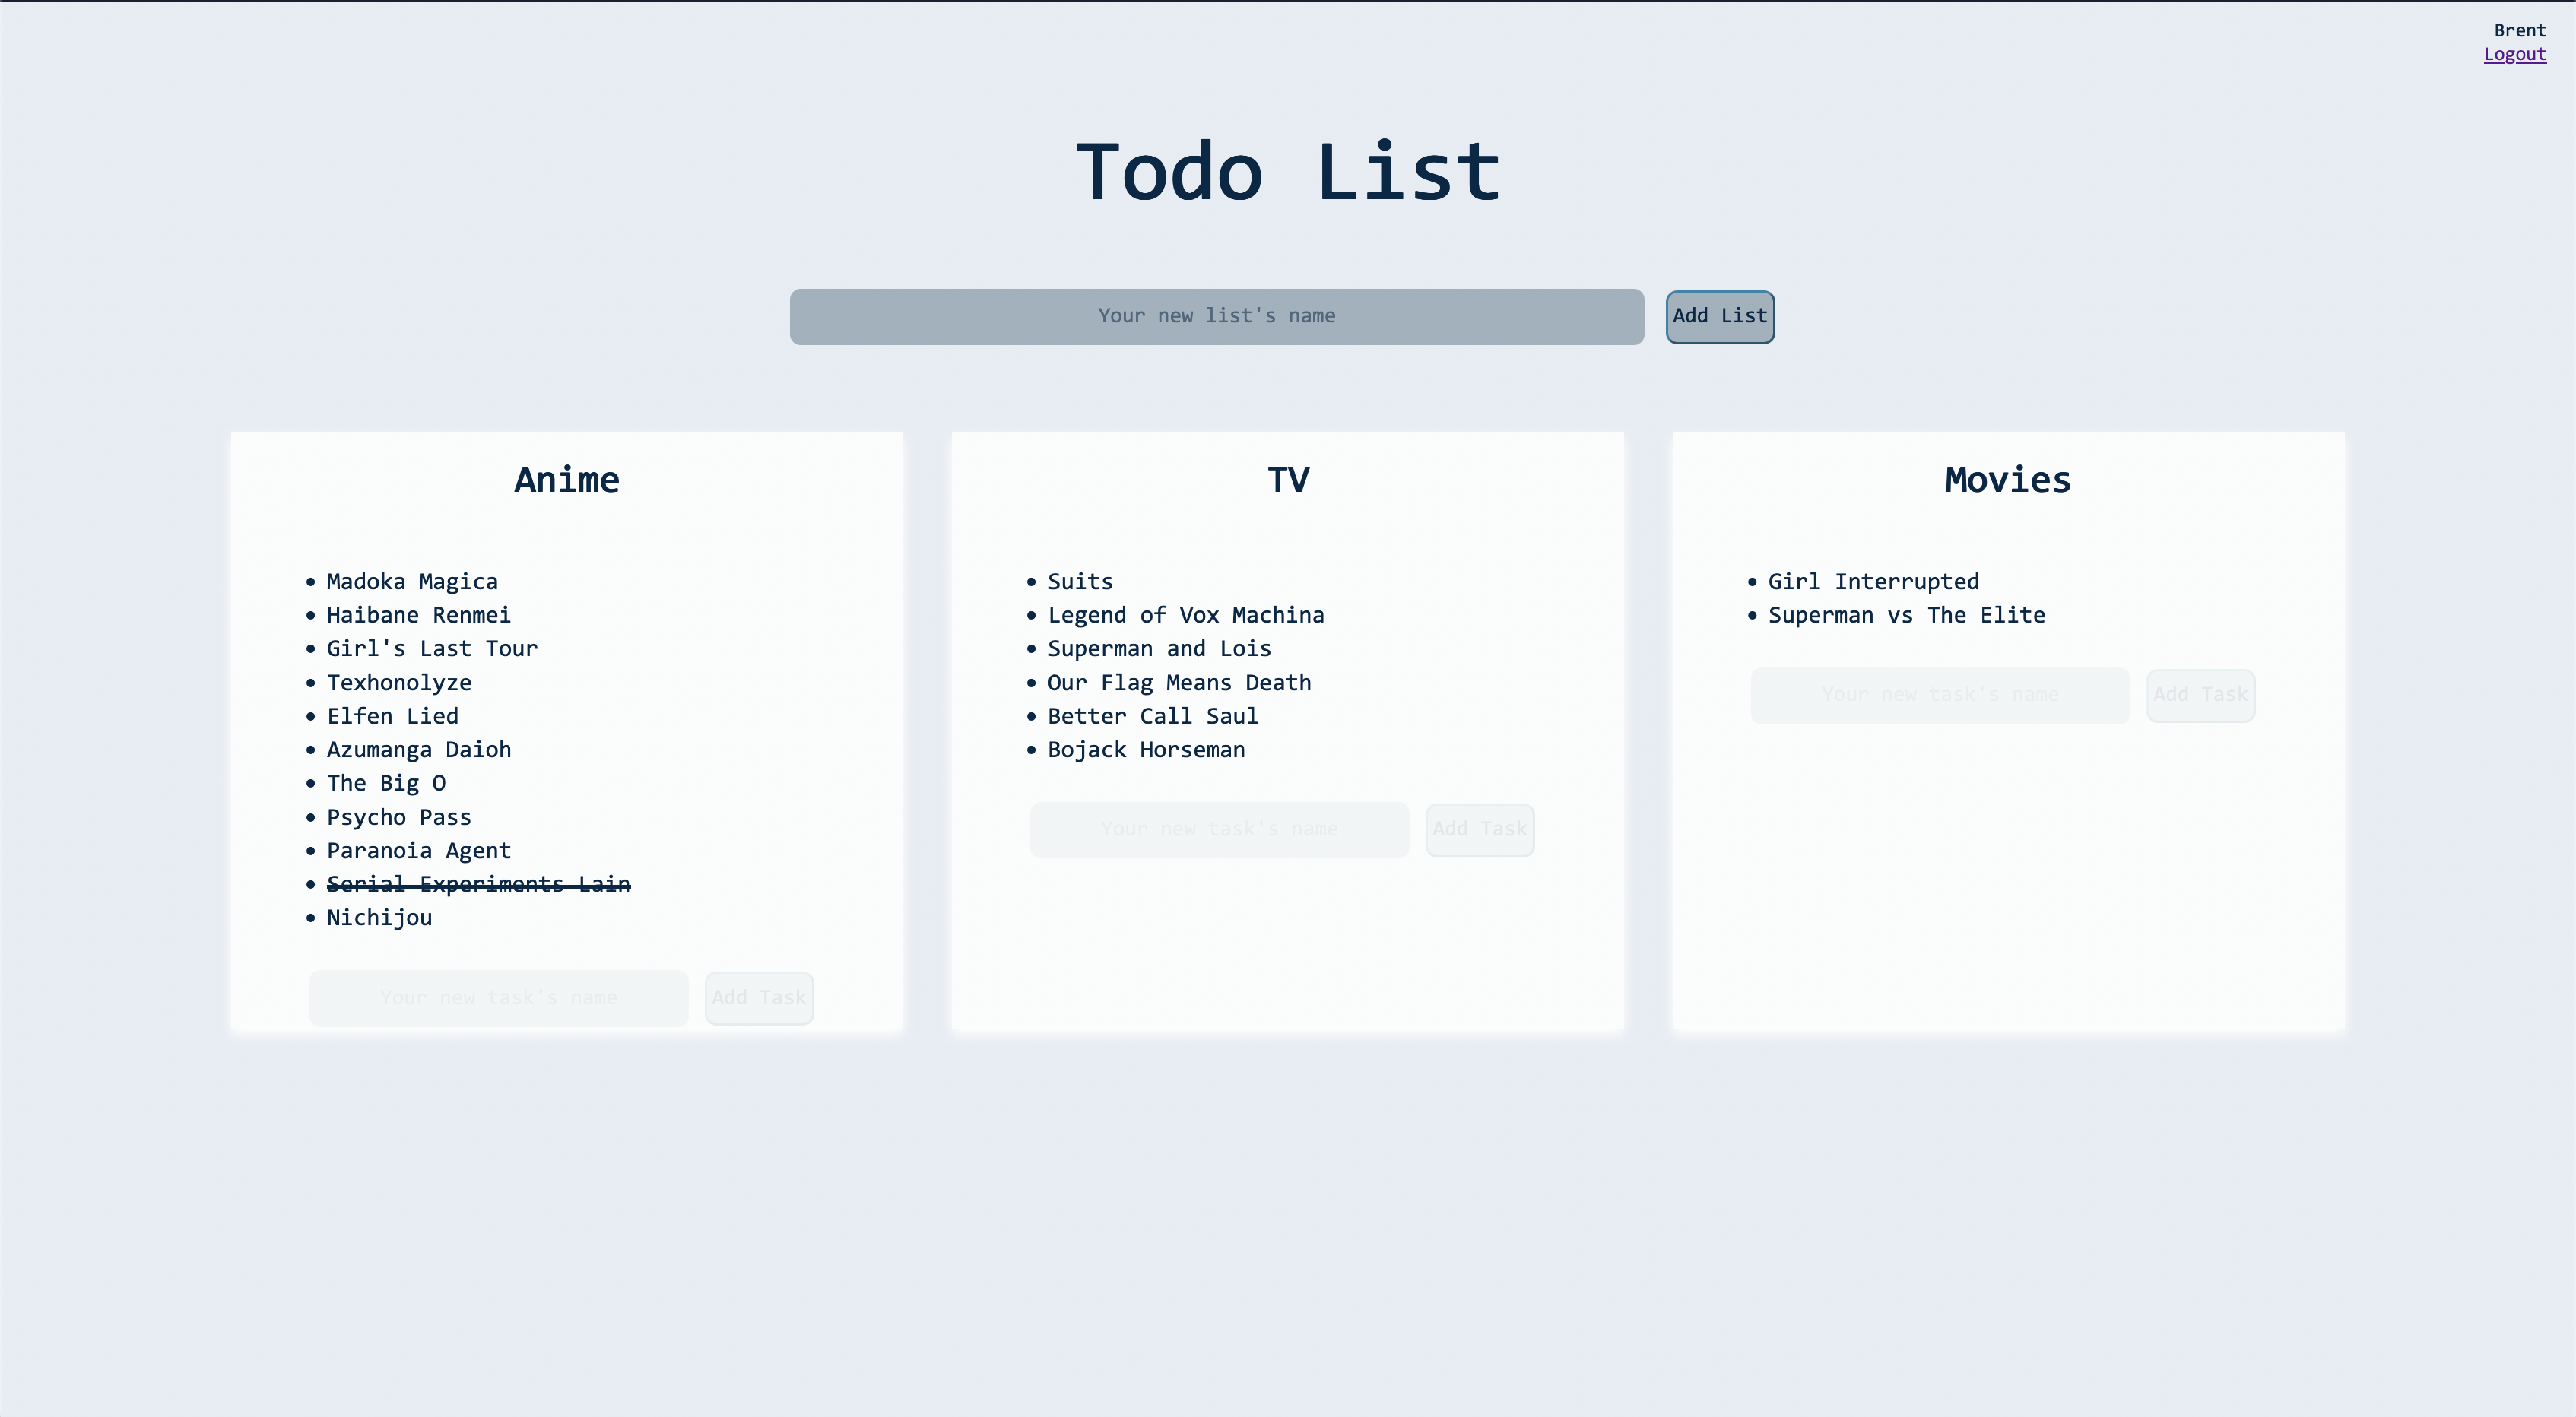 Brent
Logout
Todo List
Your new list's name
Add List
Anime
Madoka Magica
Haibane Renmei
Girl's Last Tour
Texhonolyze
Elfen Lied
Azumanga Daioh
The Big O
Psycho Pass
Paranoia Agent
Serial Experiments Lain
Nichijou
Your new task's name
Add Task
TV
Suits
Legend of Vox Machina
Superman and Lois
Our Flag Means Death
Better Call Saul
Bojack Horseman
Your new task's name
Add Task
Movies
Girl Interrupted
Superman vs The Elite
Your new task's name
Add Task